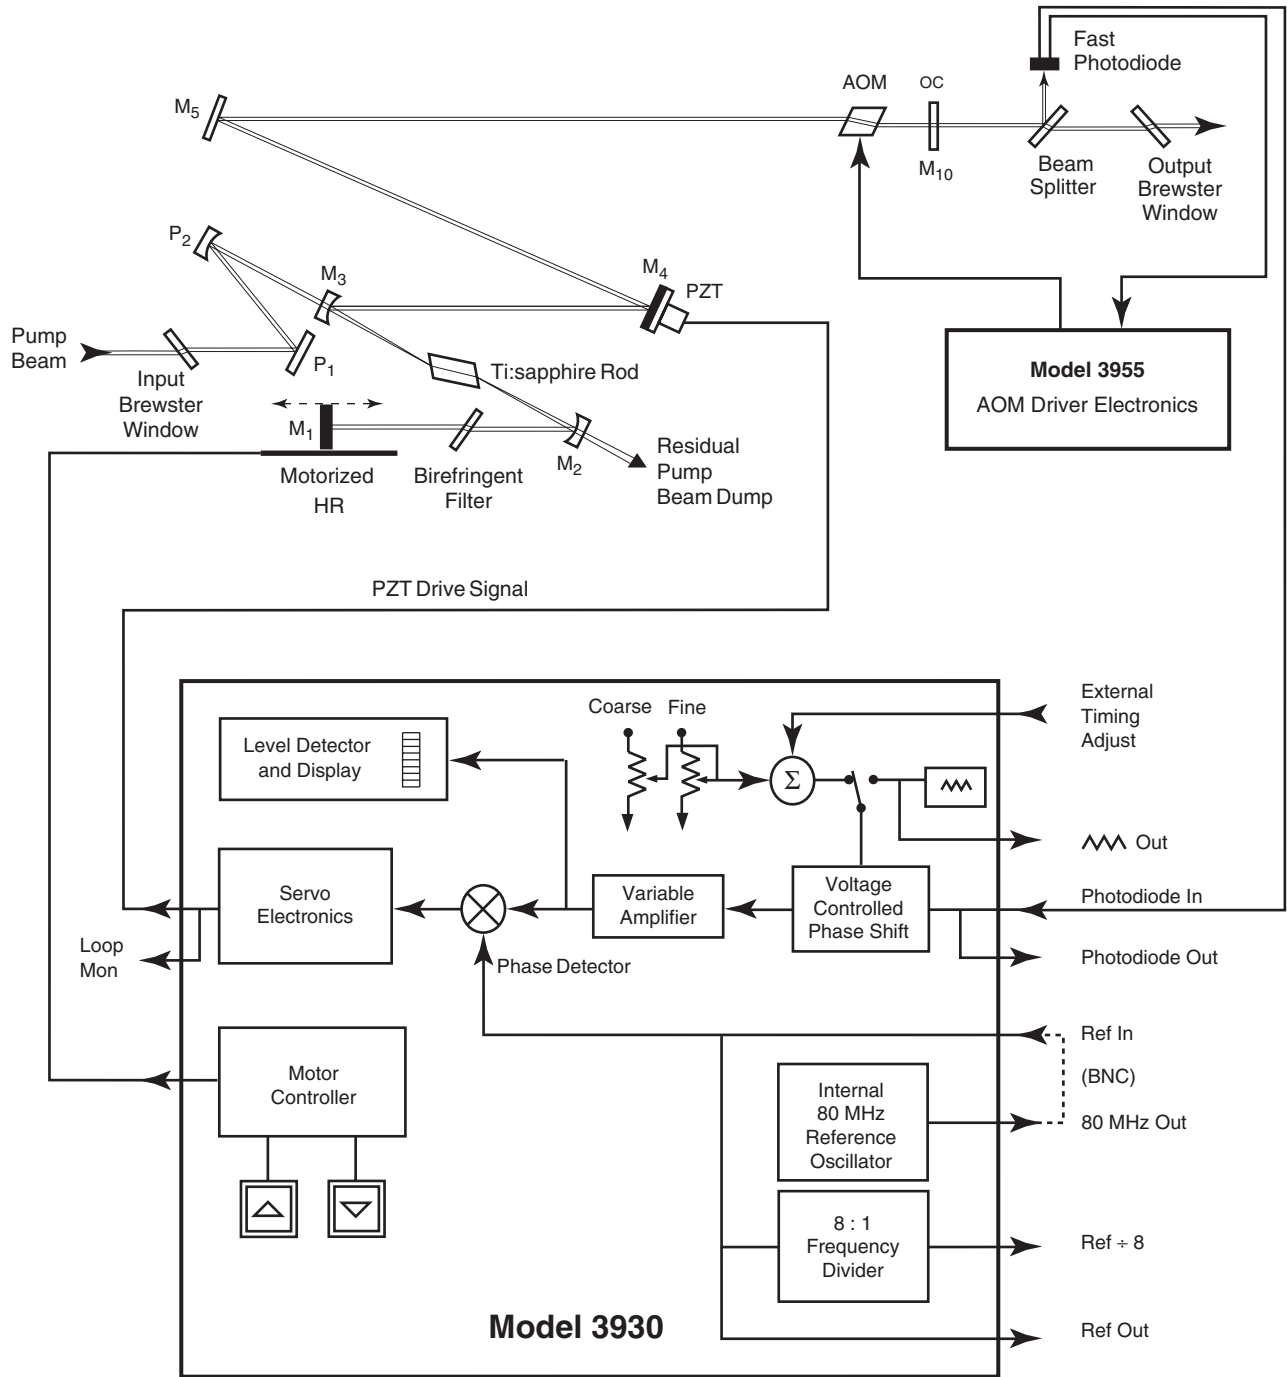 Fast
Photodiode
AOM
OC
M5
M10
Beam
Splitter
Output
Brewster
Window
P2
M3
M4
PZT
Pump
Beam
P1
Input
Brewster
Window
Ti:sapphire Rod
M1
M2
Motorized
HR
Birefringent
Filter
Residual
Pump
Beam Dump
Model 3955
AOM Driver Electronics
PZT Drive Signal
Coarse
Fine
External
Timing
Adjust
Level Detector
and Display
Σ
Out
Servo
Electronics
Variable
Amplifier
Voltage
Controlled
Phase Shift
Photodiode In
Loop
Mon
Phase Detector
Photodiode Out
Ref In
Motor
Controller
Internal
80 MHz
Reference
Oscillator
(BNC)
80 MHz Out
8 : 1
Frequency
Divider
Ref ÷ 8
Model 3930
Ref Out